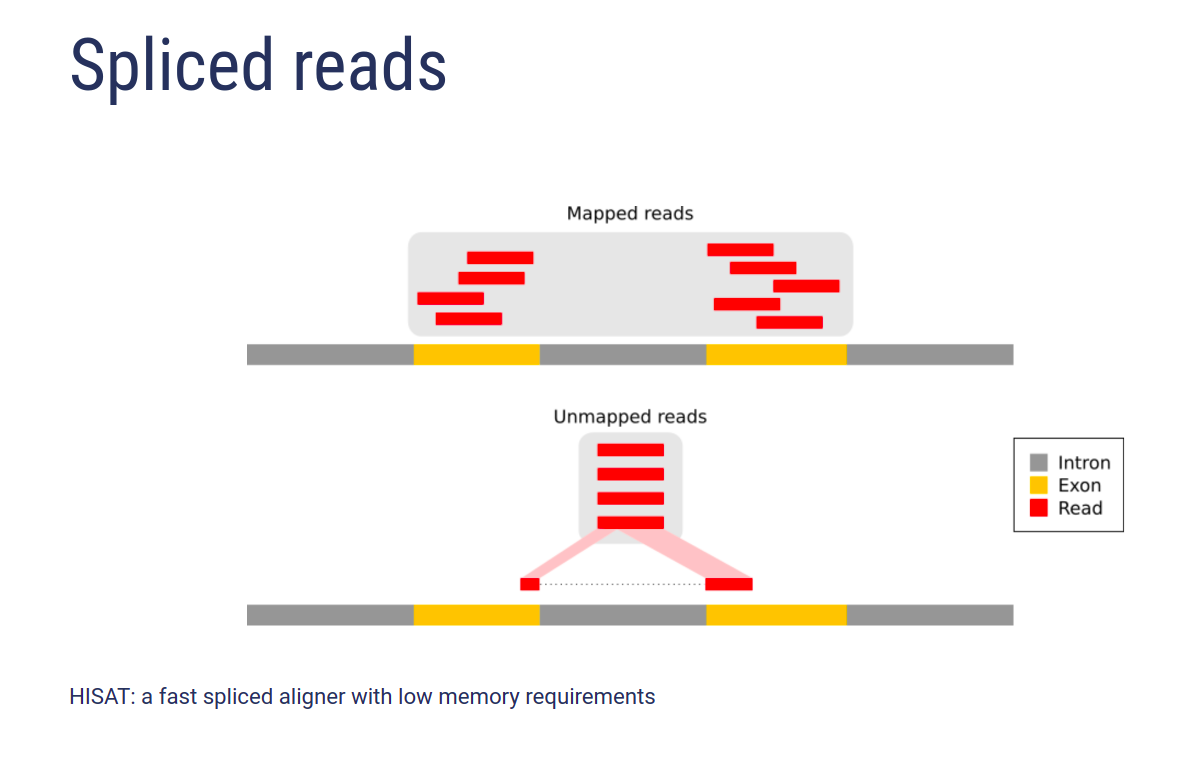 Spliced reads
Mapped reads
Unmapped reads
Intron
Exon
Read
HISAT: a fast spliced aligner with low memory requirements